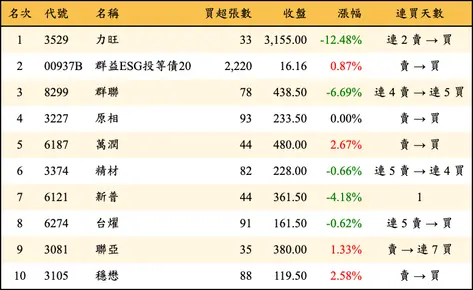 名次 代號 名稱 買超張數 收盤 漲幅 連買天數
1 3529 力旺 33 3,155.00 -12.48% 連 2 賣 → 買
2 00937B 群益ESG投等債20 2,220 16.16 0.87% 賣 → 買
3 8299 群聯 78 438.50 -6.69% 連 4 賣 → 連 5 買
4 3227 原相 93 233.50 0.00% 賣 → 買
5 6187 萬潤 44 480.00 2.67% 賣 → 買
6 3374 精材 82 228.00 -0.66% 連 5 賣 → 連 4 買
7 6121 新普 44 361.50 -4.18% 1
8 6274 台燿 91 161.50 -0.62% 連 5 賣 → 買
9 3081 聯亞 35 380.00 1.33% 賣 → 連 7 買
10 3105 穩懋 88 119.50 2.58% 賣 → 買